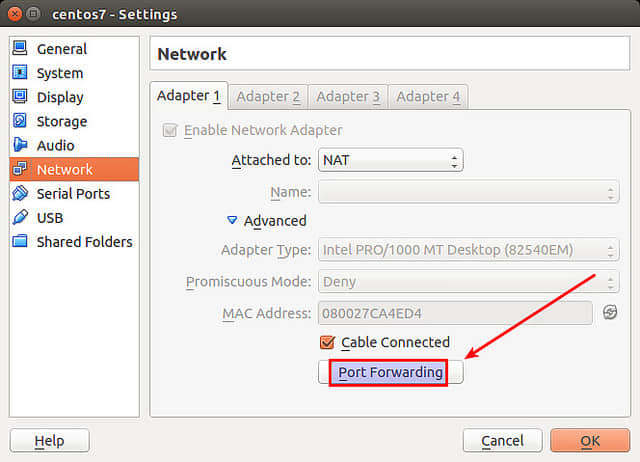 centos7 - Settings
General
System
Display
Storage
Audio
Network
Serial Ports
USB
Shared Folders
Network
Adapter 1 Adapter 2 Adapter 3 Adapter 4
Enable Network Adapter
Attached to: NAT
Name:
Advanced
Adapter Type: Intel PRO/1000 MT Desktop (82540EM)
Promiscuous Mode: Deny
MAC Address: 080027CA4ED4
Cable Connected
Port Forwarding
Help Cancel OK